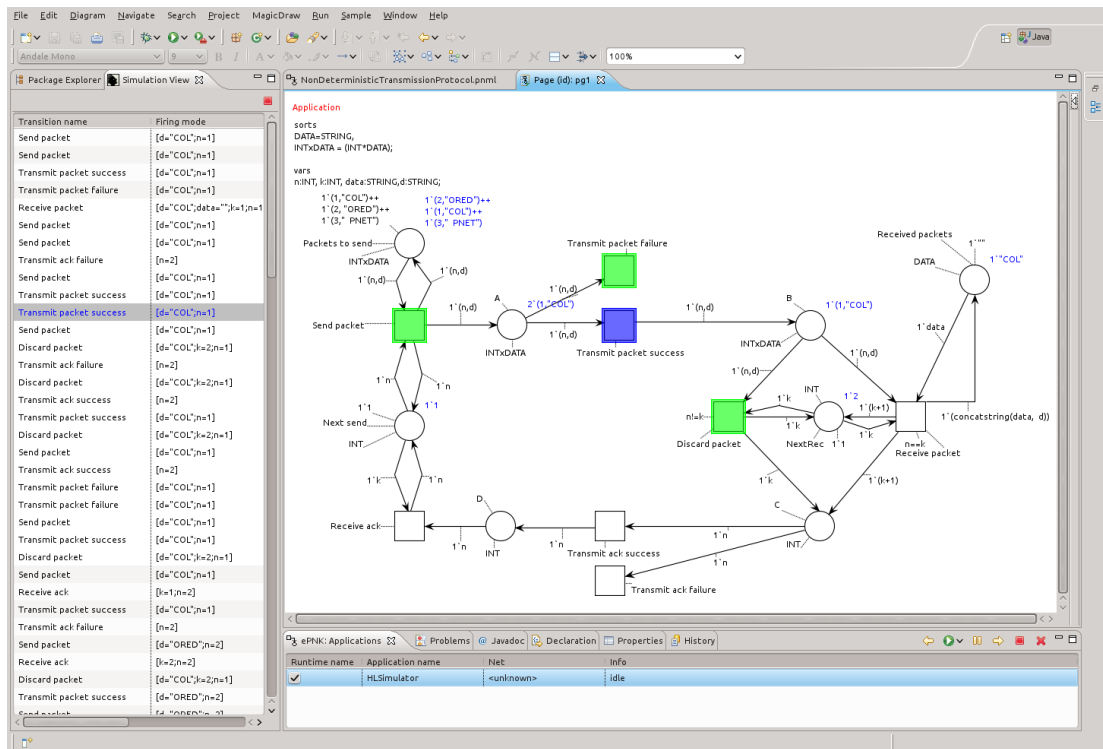 File Edit Diagram Navigate Search Project MagicDraw Run Sample Window Help
Andale Mono 9 B I A 100%
Java
Package Explorer Simulation View
NonDeterministicTransmissionProtocol.pnml Page (id): pg1
Transition name Firing mode
Send packet [d="COL";n=1]
Send packet [d="COL";n=1]
Transmit packet success [d="COL";n=1]
Transmit packet failure [d="COL";n=1]
Receive packet [d="COL";data="";k=1;n=1
Send packet [d="COL";n=1]
Send packet [d="COL";n=1]
Transmit ack failure [n=2]
Send packet [d="COL";n=1]
Transmit packet success [d="COL";n=1]
Transmit packet success [d="COL";n=1]
Send packet [d="COL";n=1]
Discard packet [d="COL";k=2;n=1]
Transmit ack failure [n=2]
Discard packet [d="COL";k=2;n=1]
Transmit ack success [n=2]
Transmit packet success [d="COL";n=1]
Discard packet [d="COL";k=2;n=1]
Send packet [d="COL";n=1]
Transmit ack success [n=2]
Transmit packet failure [d="COL";n=1]
Transmit packet failure [d="COL";n=1]
Send packet [d="COL";n=1]
Transmit packet success [d="COL";n=1]
Discard packet [d="COL";k=2;n=1]
Send packet [d="COL";n=1]
Receive ack [k=1;n=2]
Transmit packet success [d="COL";n=1]
Transmit ack failure [n=2]
Send packet [d="ORED";n=2]
Receive ack [k=2;n=2]
Discard packet [d="COL";k=2;n=1]
Transmit packet success [d="ORED";n=2]
Send packet [d="ORED";n=2]
Application
sorts
DATA=STRING,
INTxDATA = (INT*DATA);
vars
n:INT, k:INT, data:STRING,d:STRING;
1`(1,"COL")++
1`(2, "ORED")++
1`(3," PNET")
1`(2,"ORED")++
1`(1,"COL")++
1`(3," PNET")
Packets to send
INTxDATA
1`(n,d)
1`(n,d)
Send packet
1`(n,d)
A
2`(1,"COL")
INTxDATA
Transmit packet failure
1`(n,d)
1`(n,d)
Transmit packet success
1`(n,d)
B
1`(1,"COL")
INTxDATA
Received packets
1`""
DATA
1`"COL"
1`data
1`(n,d)
1`(n,d)
1`n
1`n
1`1
1`1
Next send
INT
n!=k
Discard packet
1`k
1`k
INT
1`2
NextRec
1`1
1`(k+1)
1`k
n==k
Receive packet
1`(concatstring(data, d))
1`k
1`(k+1)
1`k
1`n
Receive ack
1`n
D
INT
1`n
Transmit ack success
1`n
1`n
C
INT
Transmit ack failure
ePNK: Applications Problems @ Javadoc Declaration Properties History
Runtime name Application name Net Info
HLSimulator <unknown> idle